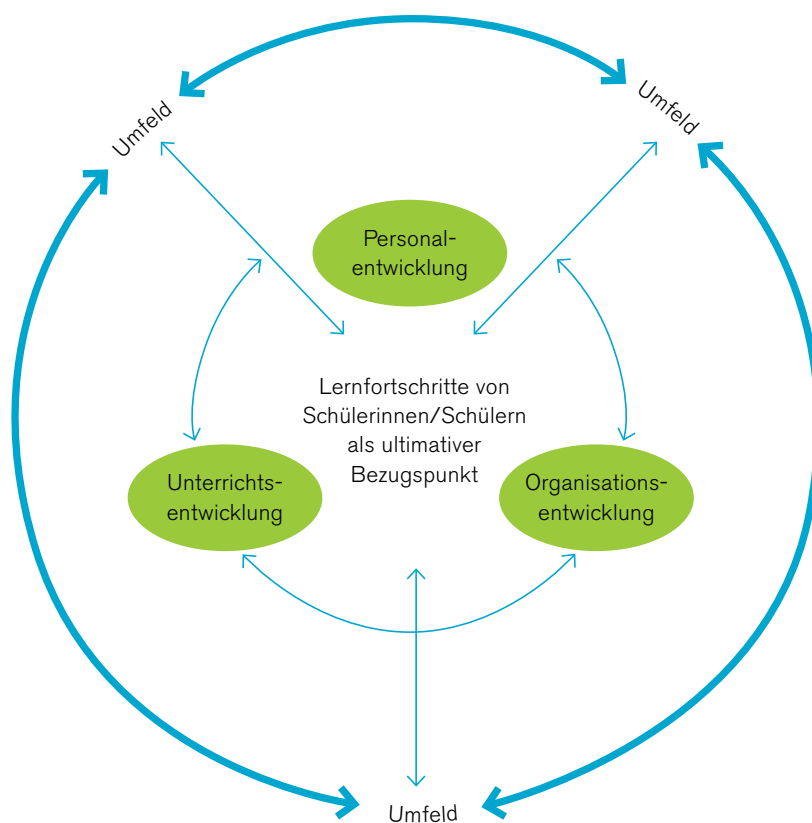 Umfeld
Umfeld
Personal-
entwicklung
Lernfortschritte von
Schülerinnen/Schülern
als ultimativer
Bezugspunkt
Unterrichts-
entwicklung
Organisations-
entwicklung
Umfeld